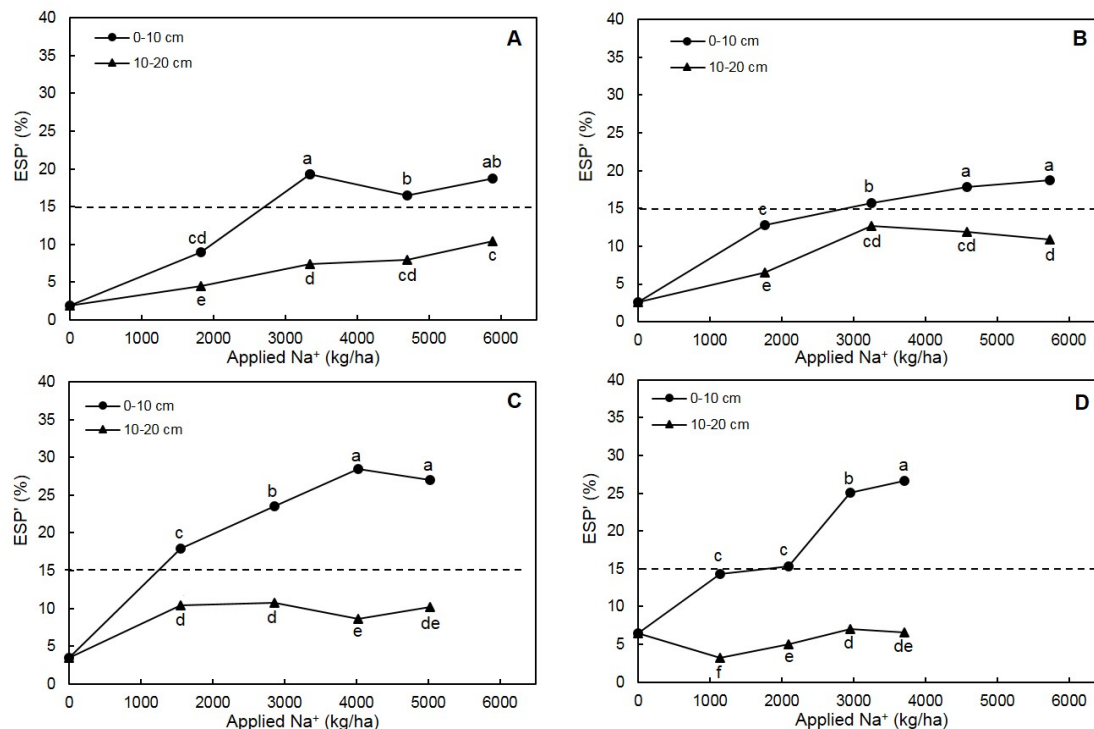 A
0-10 cm
10-20 cm
ESP' (%)
40
35
30
25
20
15
10
5
0
cd
a
b
ab
e
d
cd
c
0 1000 2000 3000 4000 5000 6000
Applied Na⁺ (kg/ha)
B
0-10 cm
10-20 cm
ESP' (%)
40
35
30
25
20
15
10
5
0
c
b
a
a
e
cd
cd
d
0 1000 2000 3000 4000 5000 6000
Applied Na⁺ (kg/ha)
C
0-10 cm
10-20 cm
ESP' (%)
40
35
30
25
20
15
10
5
0
c
b
a
a
d
d
e
de
0 1000 2000 3000 4000 5000 6000
Applied Na⁺ (kg/ha)
D
0-10 cm
10-20 cm
ESP' (%)
40
35
30
25
20
15
10
5
0
c
c
b
a
f
e
d
de
0 1000 2000 3000 4000 5000 6000
Applied Na⁺ (kg/ha)